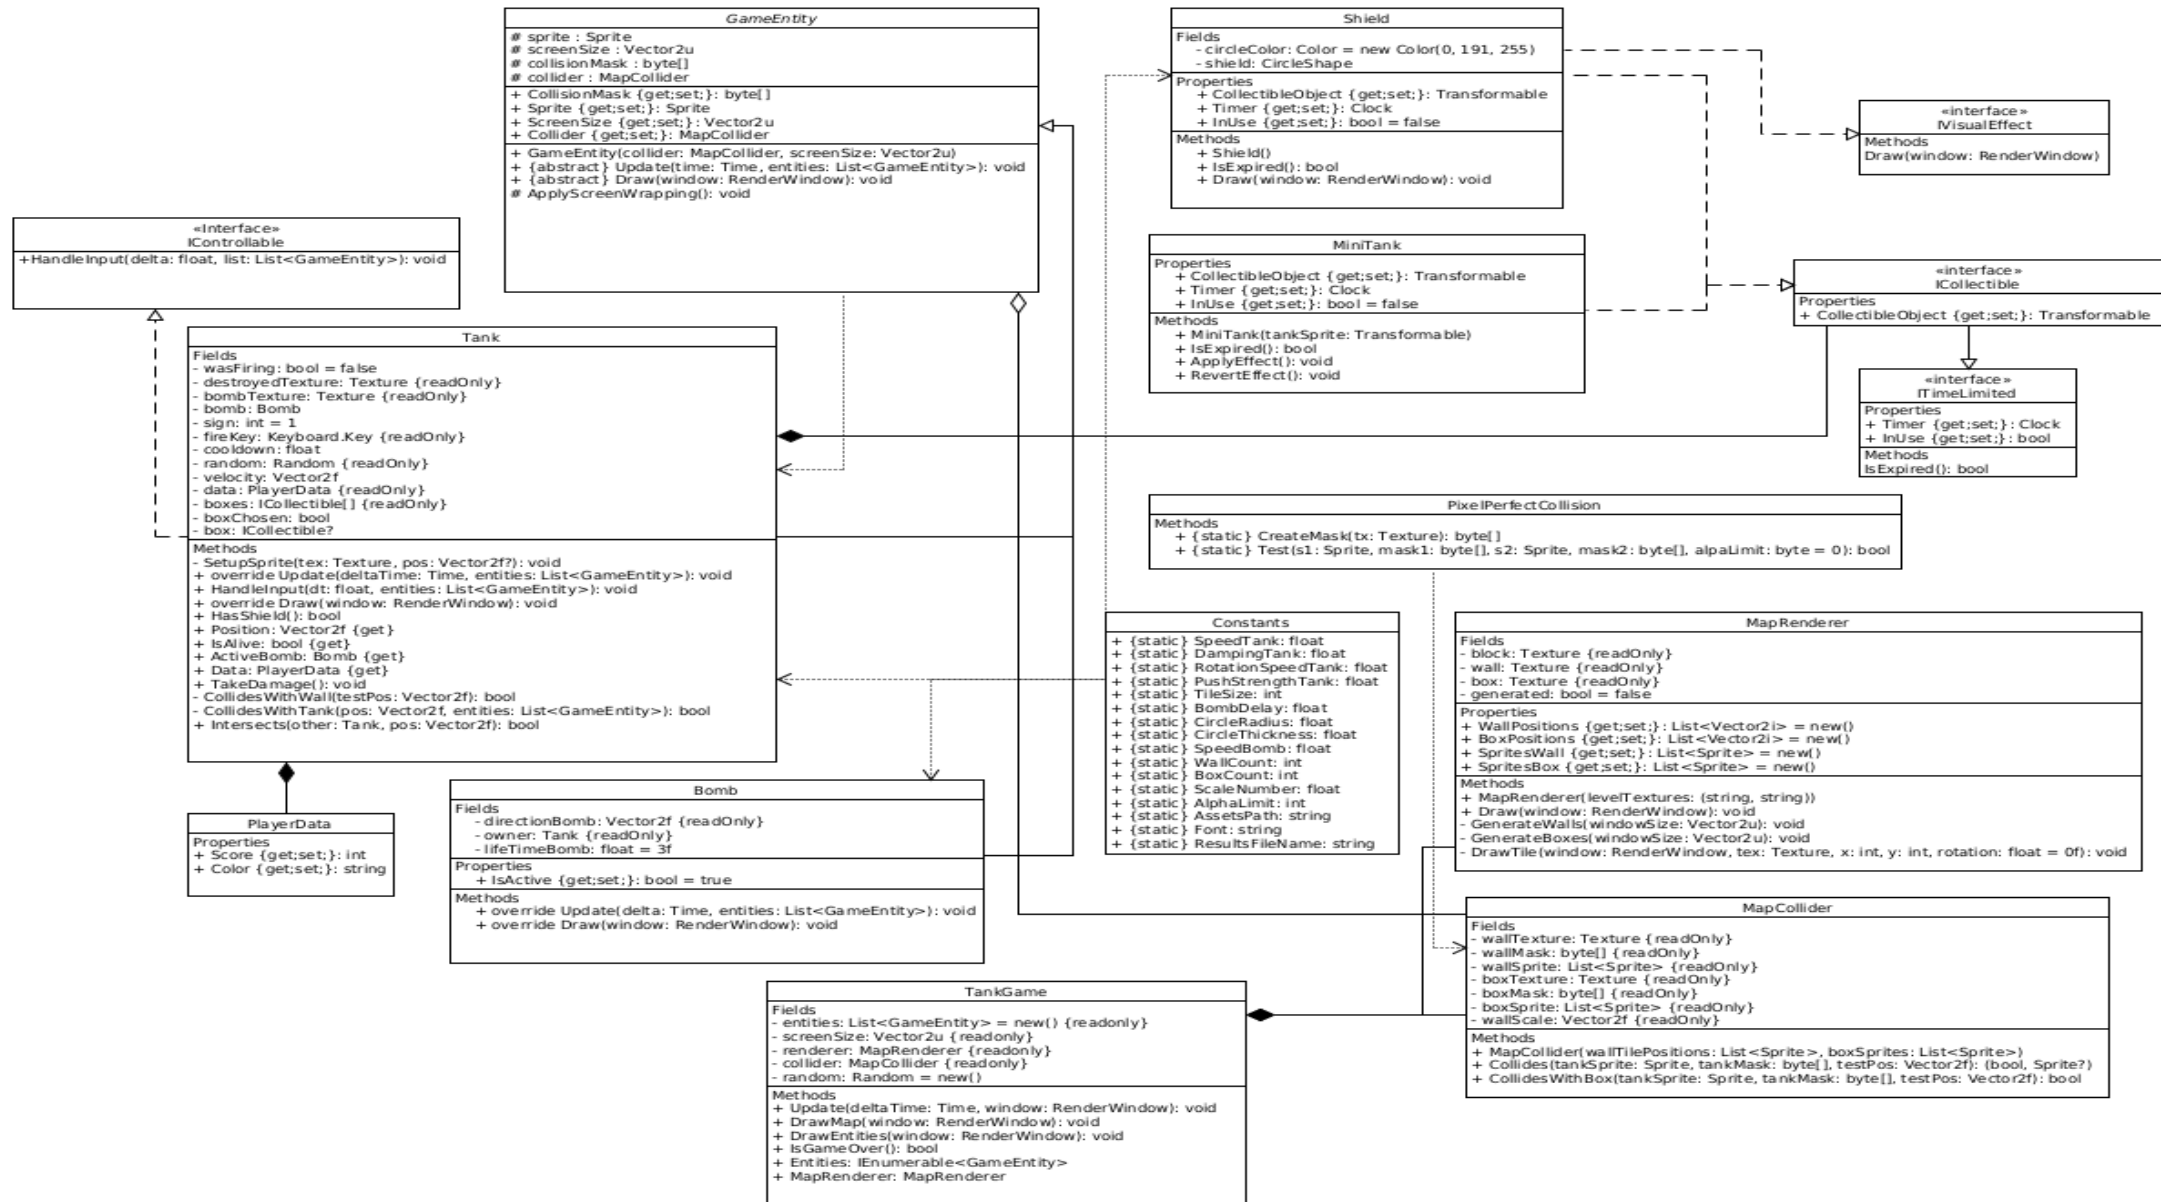 GameEntity
# sprite : Sprite
# screenSize : Vector2u
# collisionMask : byte[]
# collider : MapCollider
+ CollisionMask {get;set;}: byte[]
+ Sprite {get;set;}: Sprite
+ ScreenSize {get;set;}: Vector2u
+ Collider {get;set;}: MapCollider
+ GameEntity(collider: MapCollider, screenSize: Vector2u)
+ {abstract} Update(time: Time, entities: List<GameEntity>): void
+ {abstract} Draw(window: RenderWindow): void
# ApplyScreenWrapping(): void
Shield
Fields
- circleColor: Color = new Color(0, 191, 255)
- shield: CircleShape
Properties
+ CollectibleObject {get;set;}: Transformable
+ Timer {get;set;}: Clock
+ InUse {get;set;}: bool = false
Methods
+ Shield()
+ IsExpired(): bool
+ Draw(window: RenderWindow): void
«interface»
IVisualEffect
Methods
Draw(window: RenderWindow)
«Interface»
IControllable
+HandleInput(delta: float, list: List<GameEntity>): void
MiniTank
Properties
+ CollectibleObject {get;set;}: Transformable
+ Timer {get;set;}: Clock
+ InUse {get;set;}: bool = false
Methods
+ MiniTank(tankSprite: Transformable)
+ IsExpired(): bool
+ ApplyEffect(): void
+ RevertEffect(): void
«interface»
ICollectible
Properties
+ CollectibleObject {get;set;}: Transformable
«interface»
ITimeLimited
Properties
+ Timer {get;set;}: Clock
+ InUse {get;set;}: bool
Methods
IsExpired(): bool
Tank
Fields
- wasFiring: bool = false
- destroyedTexture: Texture {readOnly}
- bombTexture: Texture {readOnly}
- bomb: Bomb
- sign: int = 1
- fireKey: Keyboard.Key {readOnly}
- cooldown: float
- random: Random {readOnly}
- velocity: Vector2f
- data: PlayerData {readOnly}
- boxes: ICollectible[] {readOnly}
- boxChosen: bool
- box: ICollectible?
Methods
- SetupSprite(tex: Texture, pos: Vector2f?): void
+ override Update(deltaTime: Time, entities: List<GameEntity>): void
+ HandleInput(dt: float, entities: List<GameEntity>): void
+ override Draw(window: RenderWindow): void
+ HasShield(): bool
+ Position: Vector2f {get}
+ IsAlive: bool {get}
+ ActiveBomb: Bomb {get}
+ Data: PlayerData {get}
+ TakeDamage(): void
- CollidesWithWall(testPos: Vector2f): bool
- CollidesWithTank(pos: Vector2f, entities: List<GameEntity>): bool
+ Intersects(other: Tank, pos: Vector2f): bool
PixelPerfectCollision
Methods
+ {static} CreateMask(tx: Texture): byte[]
+ {static} Test(s1: Sprite, mask1: byte[], s2: Sprite, mask2: byte[], alpaLimit: byte = 0): bool
Constants
+ {static} SpeedTank: float
+ {static} DampingTank: float
+ {static} RotationSpeedTank: float
+ {static} PushStrengthTank: float
+ {static} TileSize: int
+ {static} BombDelay: float
+ {static} CircleRadius: float
+ {static} CircleThickness: float
+ {static} SpeedBomb: float
+ {static} WallCount: int
+ {static} BoxCount: int
+ {static} ScaleNumber: float
+ {static} AlphaLimit: int
+ {static} AssetsPath: string
+ {static} Font: string
+ {static} ResultsFileName: string
MapRenderer
Fields
- block: Texture {readOnly}
- wall: Texture {readOnly}
- box: Texture {readOnly}
- generated: bool = false
Properties
+ WallPositions {get;set;}: List<Vector2i> = new()
+ BoxPositions {get;set;}: List<Vector2i> = new()
+ SpritesWall {get;set;}: List<Sprite> = new()
+ SpritesBox {get;set;}: List<Sprite> = new()
Methods
+ MapRenderer(levelTextures: (string, string))
+ Draw(window: RenderWindow): void
- GenerateWalls(windowSize: Vector2u): void
- GenerateBoxes(windowSize: Vector2u): void
- DrawTile(window: RenderWindow, tex: Texture, x: int, y: int, rotation: float = 0f): void
PlayerData
Properties
+ Score {get;set;}: int
+ Color {get;set;}: string
Bomb
Fields
- directionBomb: Vector2f {readOnly}
- owner: Tank {readOnly}
- lifeTimeBomb: float = 3f
Properties
+ IsActive {get;set;}: bool = true
Methods
+ override Update(delta: Time, entities: List<GameEntity>): void
+ override Draw(window: RenderWindow): void
MapCollider
Fields
- wallTexture: Texture {readOnly}
- wallMask: byte[] {readOnly}
- wallSprite: List<Sprite> {readOnly}
- boxTexture: Texture {readOnly}
- boxMask: byte[] {readOnly}
- boxSprite: List<Sprite> {readOnly}
- wallScale: Vector2f {readOnly}
Methods
+ MapCollider(wallTilePositions: List<Sprite>, boxSprites: List<Sprite>)
+ Collides(tankSprite: Sprite, tankMask: byte[], testPos: Vector2f): (bool, Sprite?)
+ CollidesWithBox(tankSprite: Sprite, tankMask: byte[], testPos: Vector2f): bool
TankGame
Fields
- entities: List<GameEntity> = new() {readonly}
- screenSize: Vector2u {readonly}
- renderer: MapRenderer {readonly}
- collider: MapCollider {readonly}
- random: Random = new()
Methods
+ Update(deltaTime: Time, window: RenderWindow): void
+ DrawMap(window: RenderWindow): void
+ DrawEntities(window: RenderWindow): void
+ IsGameOver(): bool
+ Entities: IEnumerable<GameEntity>
+ MapRenderer: MapRenderer